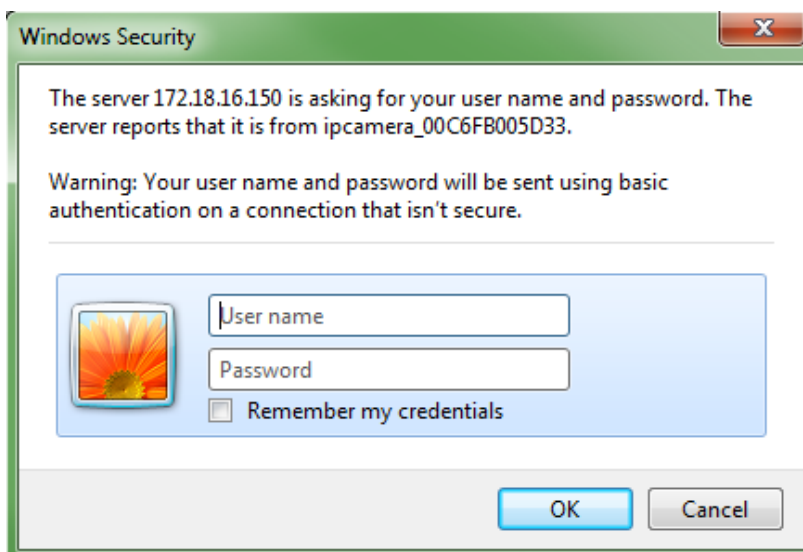 Windows Security
The server 172.18.16.150 is asking for your user name and password. The
server reports that it is from ipcamera_00C6FB005D33.
Warning: Your user name and password will be sent using basic
authentication on a connection that isn't secure.
User name
Password
Remember my credentials
OK
Cancel